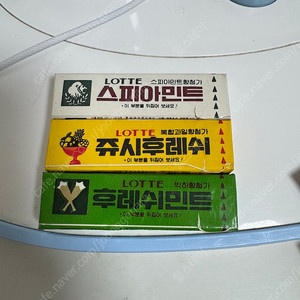 LOTTE 스피아민트향첨가
스피아민트
•이 부분을 뒤집어 보세요!
LOTTE 복합과일향첨가
쥬시후레쉬
•이 부분을 뒤집어 보세요!
LOTTE 박하향첨가
후레쉬민트
•이 부분을 뒤집어 보세요!